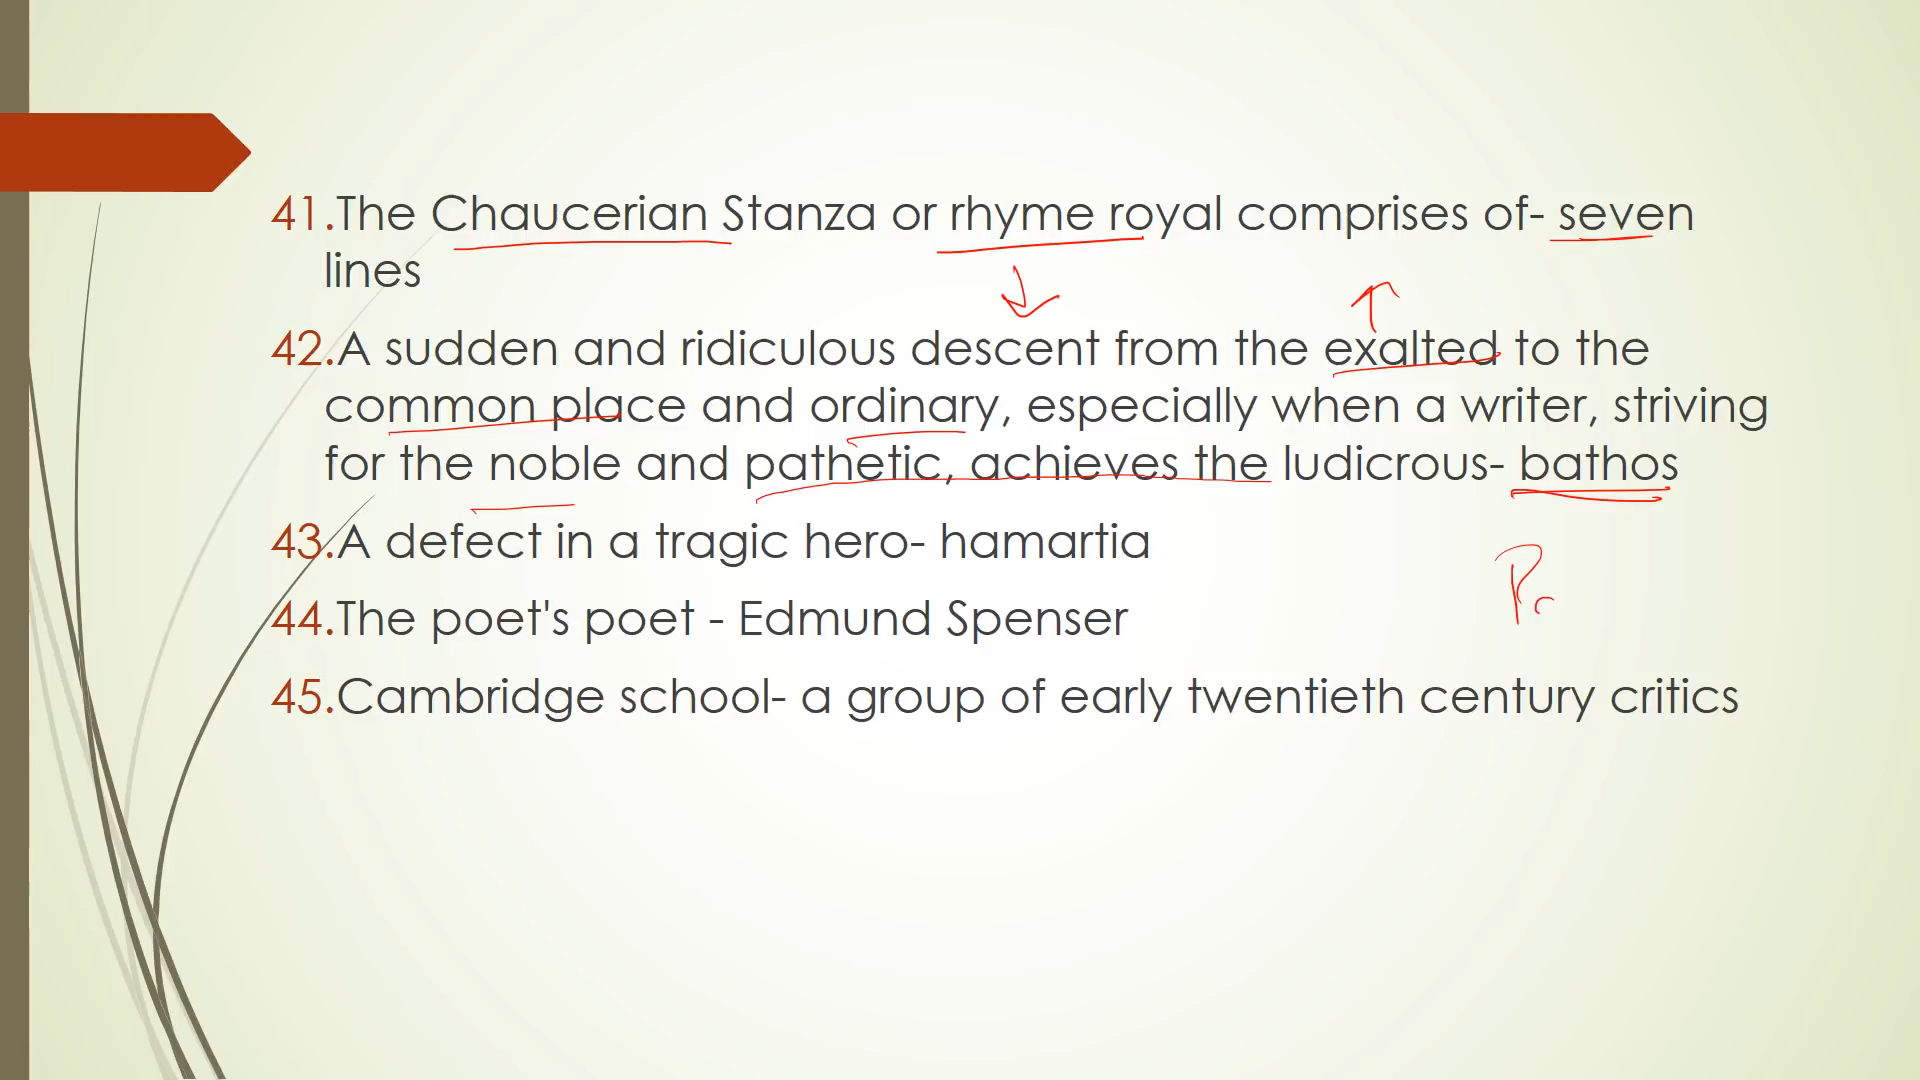 41.The Chaucerian Stanza or rhyme royal comprises of- seven
lines
42.A sudden and ridiculous descent from the exalted to the
common place and ordinary, especially when a writer, striving
for the noble and pathetic, achieves the ludicrous- bathos
43.A defect in a tragic hero- hamartia
44.The poet's poet - Edmund Spenser
45.Cambridge school- a group of early twentieth century critics